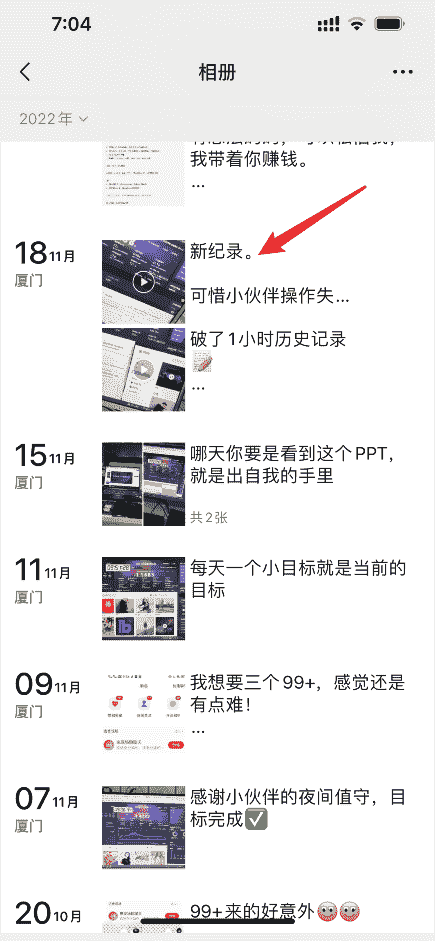 7:04
相册
2022年
我带着你赚钱。
...
18 11月
厦门
新纪录。
可惜小伙伴操作失...
破了1小时历史记录
...
15 11月
厦门
哪天你要是看到这个PPT，
就是出自我的手里
共2张
11 11月
厦门
每天一个小目标就是当前的
目标
09 11月
厦门
我想要三个99+，感觉还是
有点难！
...
07 11月
厦门
感谢小伙伴的夜间值守，目
标完成✅
20 10月
99+来的好意外